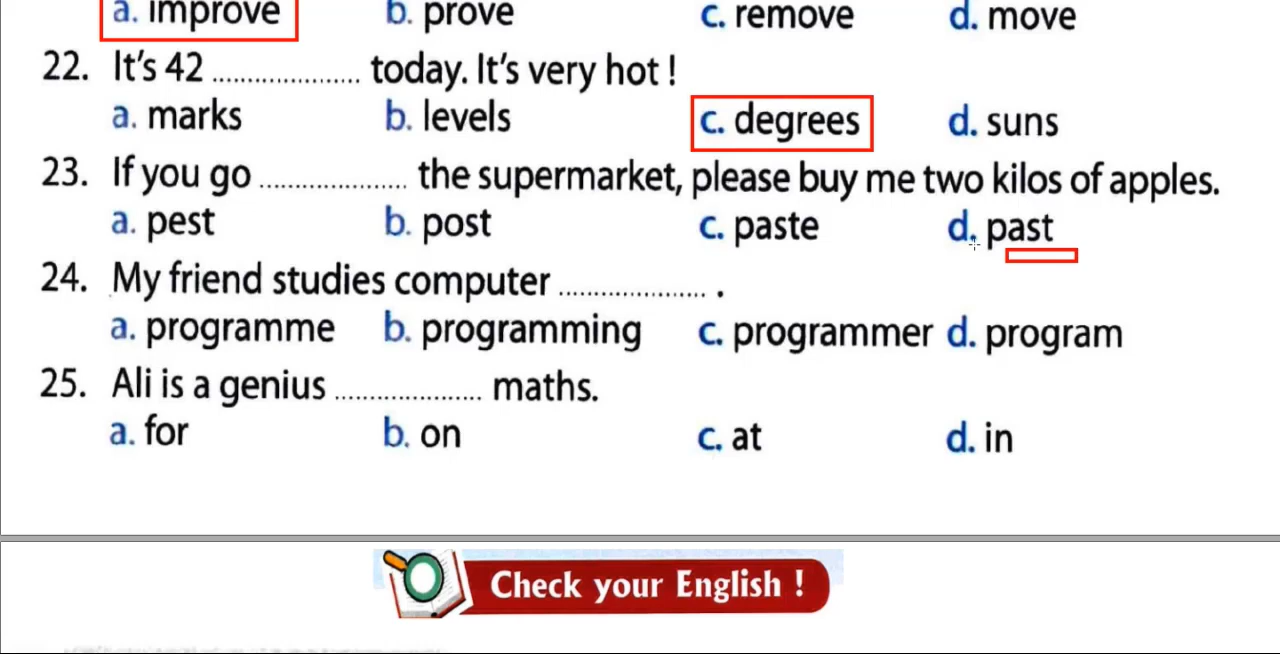 a. improve b. prove c. remove d. move
22. It's 42 ..................... today. It's very hot !
a. marks b. levels c. degrees d. suns
23. If you go ..................... the supermarket, please buy me two kilos of apples.
a. pest b. post c. paste d. past
24. My friend studies computer ..................... .
a. programme b. programming c. programmer d. program
25. Ali is a genius ..................... maths.
a. for b. on c. at d. in
Check your English !